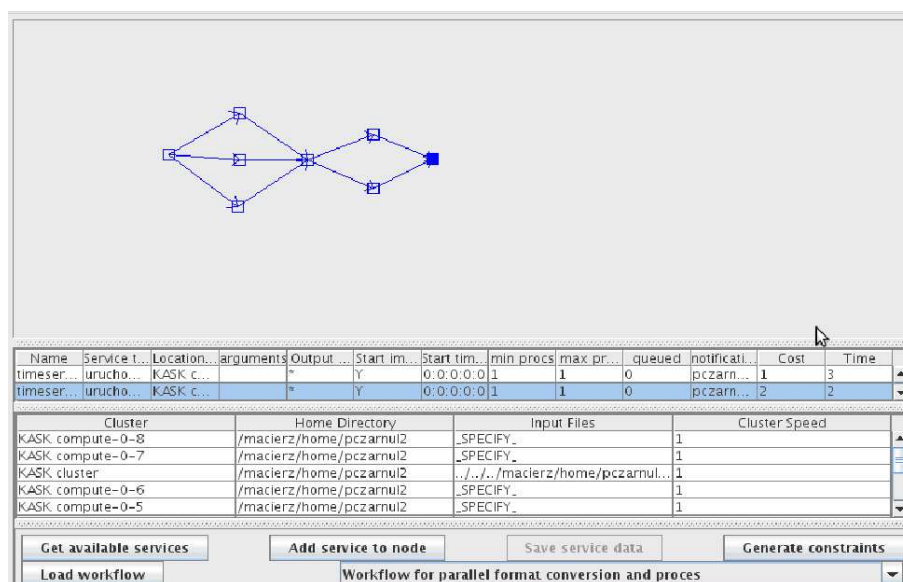 Name Service t... Location... arguments Output ... Start im... Start tim... min procs max pr... queued notificati... Cost Time
timeser... urucho... KASK c... * Y 0:0:0:0:0 1 1 0 pczarn... 1 3
timeser... urucho... KASK c... * Y 0:0:0:0:0 1 1 0 pczarn... 2 2
Cluster Home Directory Input Files Cluster Speed
KASK compute-0-8 /macierz/home/pczarnul2 _SPECIFY_ 1
KASK compute-0-7 /macierz/home/pczarnul2 _SPECIFY_ 1
KASK cluster /macierz/home/pczarnul2 ../../../macierz/home/pczarnul... 1
KASK compute-0-6 /macierz/home/pczarnul2 _SPECIFY_ 1
KASK compute-0-5 /macierz/home/pczarnul2 _SPECIFY_ 1
Get available services Add service to node Save service data Generate constraints
Load workflow Workflow for parallel format conversion and proces